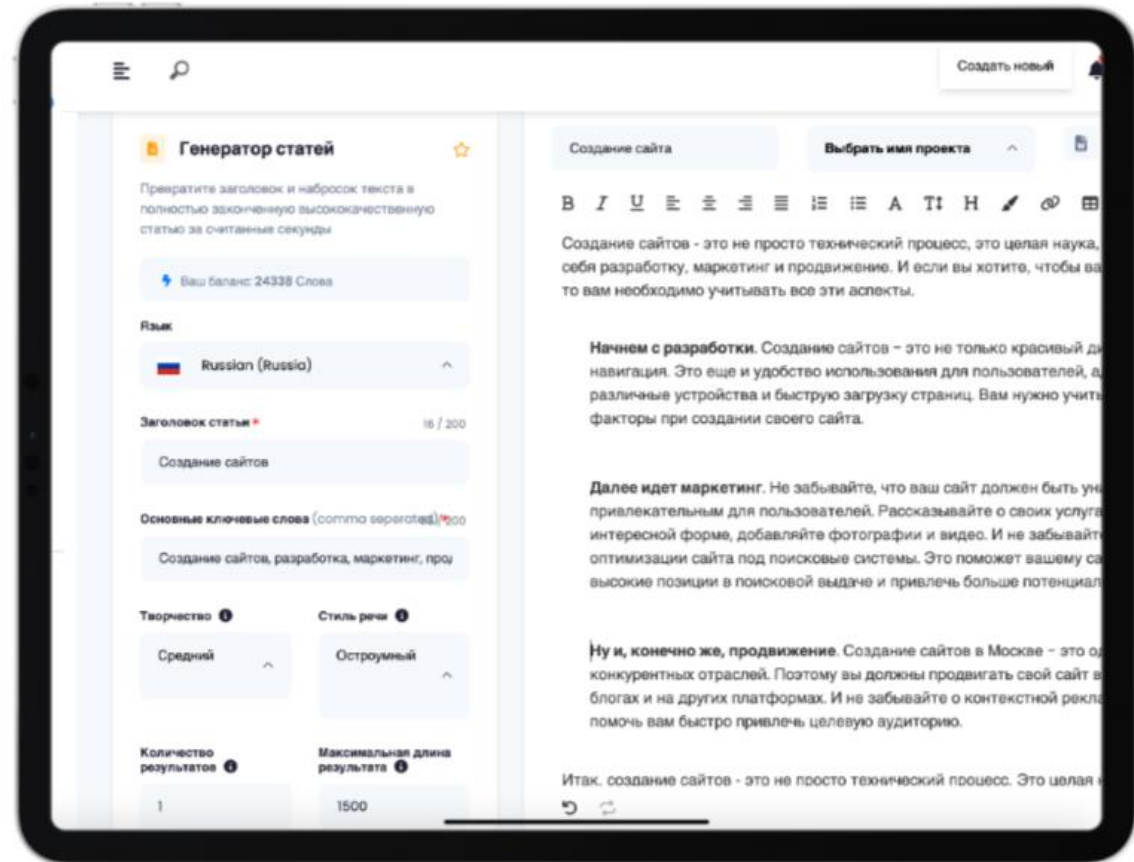 Создать новый
Генератор статей
Превратите заголовок и набросок текста в
полностью законченную высококачественную
статью за считанные секунды
Ваш баланс: 24338 Слова
Язык
Russian (Russia)
Заголовок статьи * 16 / 200
Создание сайтов
Основные ключевые слова (comma seperated) * / 200
Создание сайтов, разработка, маркетинг, прод
Творчество
Стиль речи
Средний
Остроумный
Количество
результатов
Максимальная длина
результата
1
1500
Создание сайта
Выбрать имя проекта
B I U A T H
Создание сайтов - это не просто технический процесс, это целая наука,
себя разработку, маркетинг и продвижение. И если вы хотите, чтобы ва
то вам необходимо учитывать все эти аспекты.
Начнем с разработки. Создание сайтов – это не только красивый ди
навигация. Это еще и удобство использования для пользователей, ад
различные устройства и быструю загрузку страниц. Вам нужно учить
факторы при создании своего сайта.
Далее идет маркетинг. Не забывайте, что ваш сайт должен быть уни
привлекательным для пользователей. Рассказывайте о своих услуга
интересной форме, добавляйте фотографии и видео. И не забывайте
оптимизации сайта под поисковые системы. Это поможет вашему са
высокие позиции в поисковой выдаче и привлечь больше потенциал
Ну и, конечно же, продвижение. Создание сайтов в Москве – это од
конкурентных отраслей. Поэтому вы должны продвигать свой сайт в
блогах и на других платформах. И не забывайте о контекстной рекла
помочь вам быстро привлечь целевую аудиторию.
Итак, создание сайтов - это не просто технический процесс. Это целая н